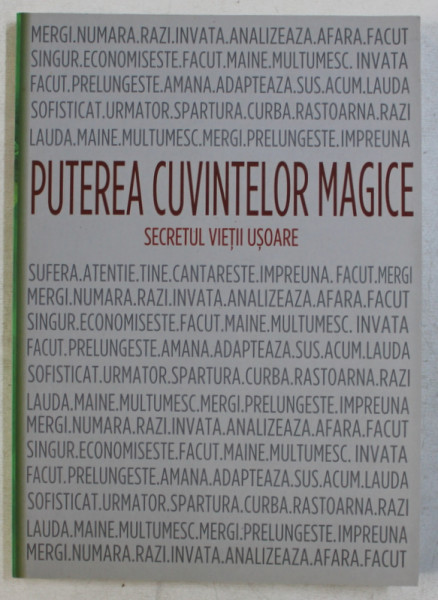 MERGI.NUMARA.RAZI.INVATA.ANALIZEAZA.AFARA.FACUT
SINGUR.ECONOMISESTE.FACUT.MAINE.MULTUMESC. INVATA
FACUT.PRELUNGESTE.AMANA.ADAPTEAZA.SUS.ACUM.LAUDA
SOFISTICAT.URMATOR.SPARTURA.CURBA.RASTOARNA.RAZI
LAUDA.MAINE.MULTUMESC.MERGI.PRELUNGESTE.IMPREUNA
PUTEREA CUVINTELOR MAGICE
SECRETUL VIEȚII UȘOARE
SUFERA.ATENTIE.TINE.CANTARESTE.IMPREUNA. FACUT.MERGI
MERGI.NUMARA.RAZI.INVATA.ANALIZEAZA.AFARA.FACUT
SINGUR.ECONOMISESTE.FACUT.MAINE.MULTUMESC. INVATA
FACUT.PRELUNGESTE.AMANA.ADAPTEAZA.SUS.ACUM.LAUDA
SOFISTICAT.URMATOR.SPARTURA.CURBA.RASTOARNA.RAZI
LAUDA.MAINE.MULTUMESC.MERGI.PRELUNGESTE.IMPREUNA
MERGI.NUMARA.RAZI.INVATA.ANALIZEAZA.AFARA.FACUT
SINGUR.ECONOMISESTE.FACUT.MAINE.MULTUMESC. INVATA
FACUT.PRELUNGESTE.AMANA.ADAPTEAZA.SUS.ACUM.LAUDA
SOFISTICAT.URMATOR.SPARTURA.CURBA.RASTOARNA.RAZI
LAUDA.MAINE.MULTUMESC.MERGI.PRELUNGESTE.IMPREUNA
MERGI.NUMARA.RAZI.INVATA.ANALIZEAZA.AFARA.FACUT